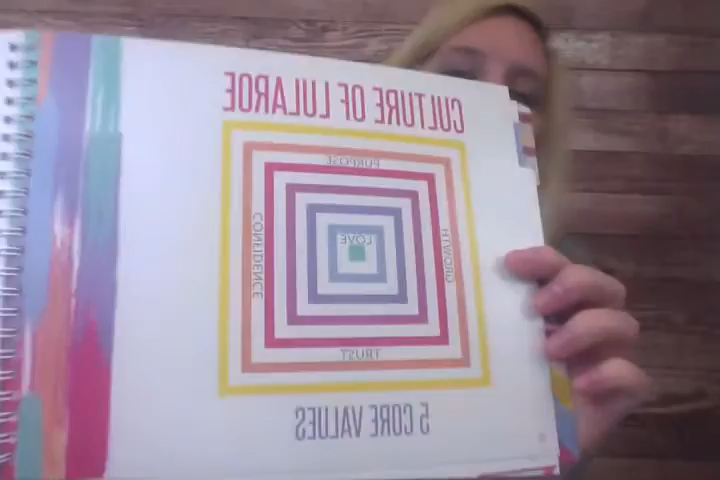 CULTURE OF LULAROE
PURPOSE
CONFIDENCE
LOVE
GROWTH
TRUST
5 CORE VALUES